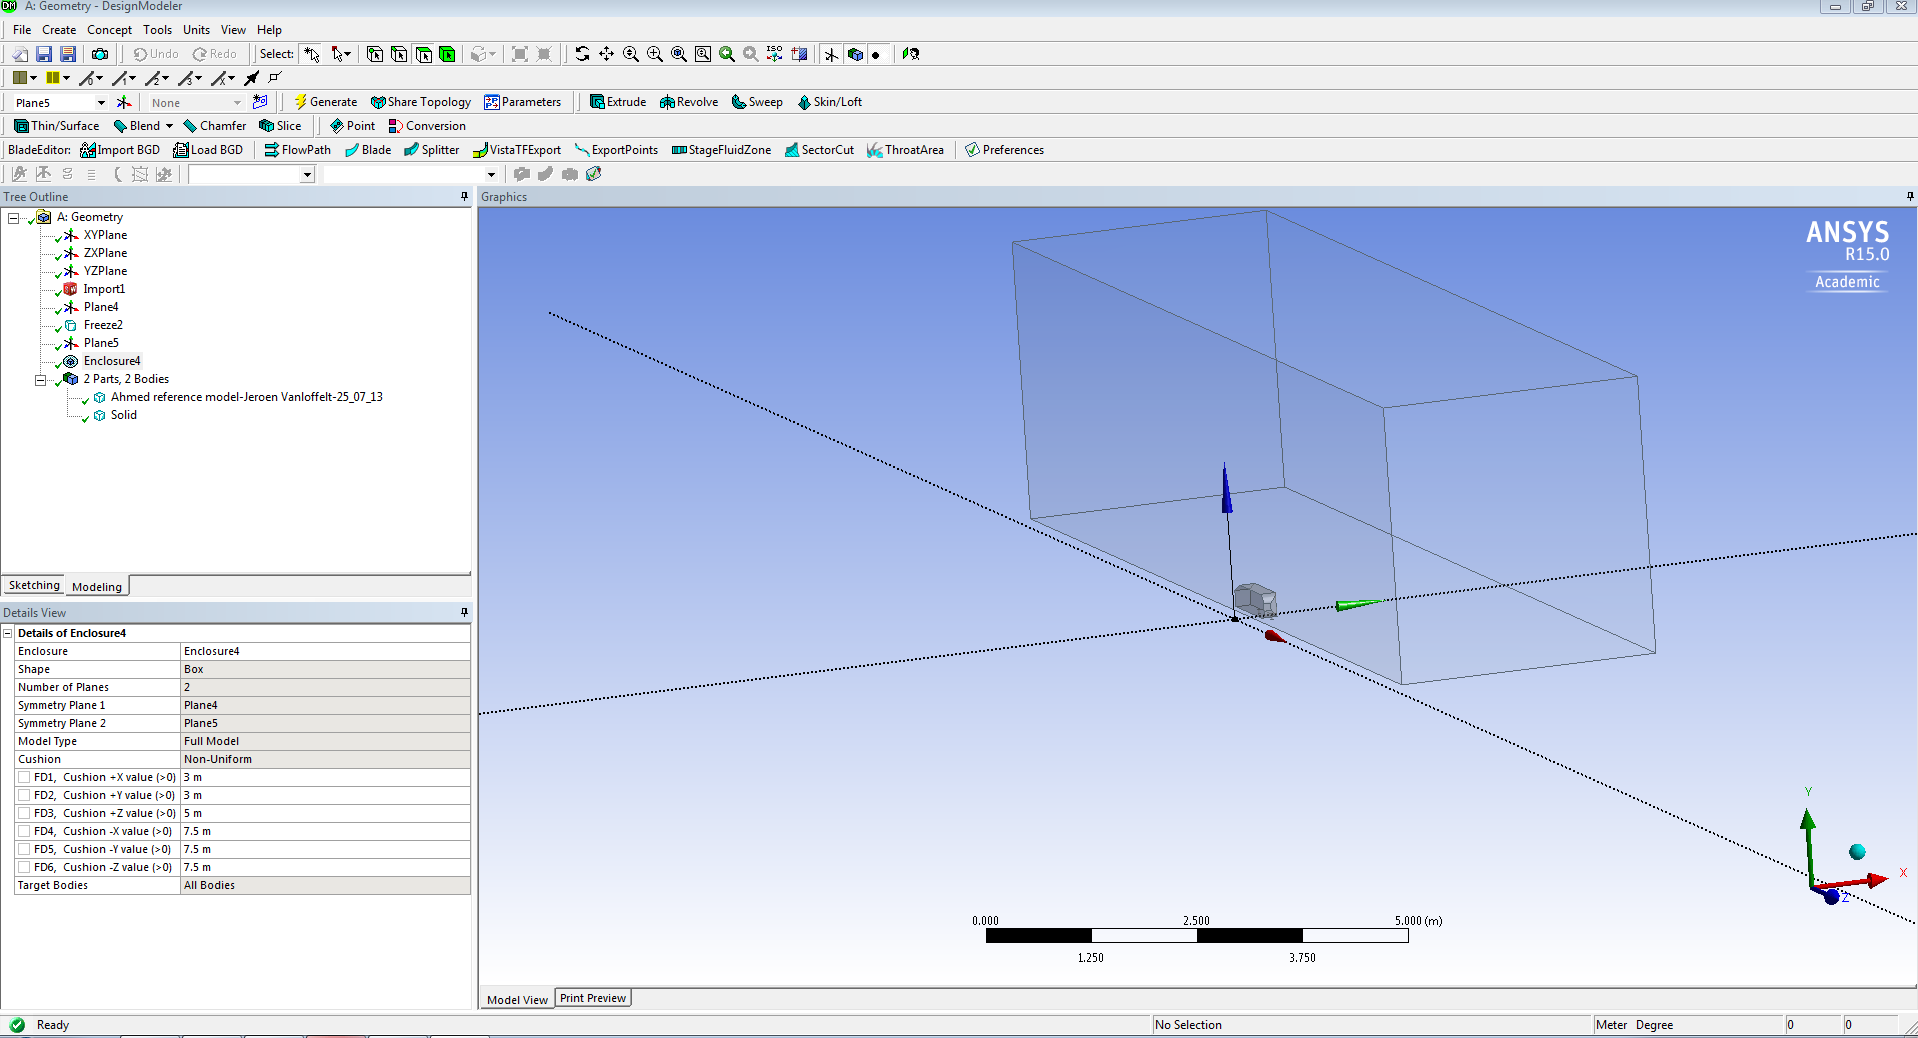 A: Geometry - DesignModeler
File Create Concept Tools Units View Help
Undo Redo Select: ISO
Plane5 None Generate Share Topology Parameters Extrude Revolve Sweep Skin/Loft
Thin/Surface Blend Chamfer Slice Point Conversion
BladeEditor: Import BGD Load BGD FlowPath Blade Splitter VistaTFExport ExportPoints StageFluidZone SectorCut ThroatArea Preferences
Tree Outline
A: Geometry
XYPlane
ZXPlane
YZPlane
Import1
Plane4
Freeze2
Plane5
Enclosure4
2 Parts, 2 Bodies
Ahmed reference model-Jeroen Vanloffelt-25_07_13
Solid
Sketching Modeling
Details View
Details of Enclosure4
Enclosure Enclosure4
Shape Box
Number of Planes 2
Symmetry Plane 1 Plane4
Symmetry Plane 2 Plane5
Model Type Full Model
Cushion Non-Uniform
FD1, Cushion +X value (>0) 3 m
FD2, Cushion +Y value (>0) 3 m
FD3, Cushion +Z value (>0) 5 m
FD4, Cushion -X value (>0) 7.5 m
FD5, Cushion -Y value (>0) 7.5 m
FD6, Cushion -Z value (>0) 7.5 m
Target Bodies All Bodies
Graphics
ANSYS
R15.0
Academic
Y
X
Z
0.000 2.500 5.000 (m)
1.250 3.750
Model View Print Preview
Ready No Selection Meter Degree 0 0